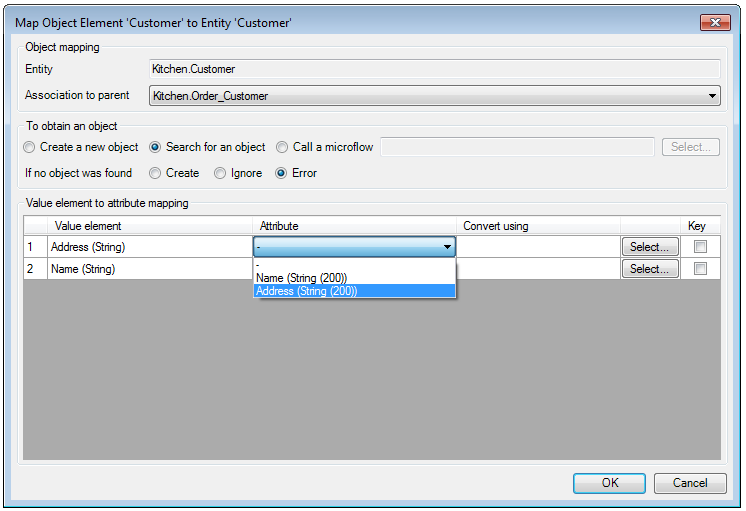 Map Object Element 'Customer' to Entity 'Customer'
Object mapping
Entity Kitchen.Customer
Association to parent Kitchen.Order_Customer
To obtain an object
Create a new object Search for an object Call a microflow Select...
If no object was found Create Ignore Error
Value element to attribute mapping
Value element Attribute Convert using Key
1 Address (String) - Select...
2 Name (String) - Select...
Name (String (200))
Address (String (200))
OK Cancel